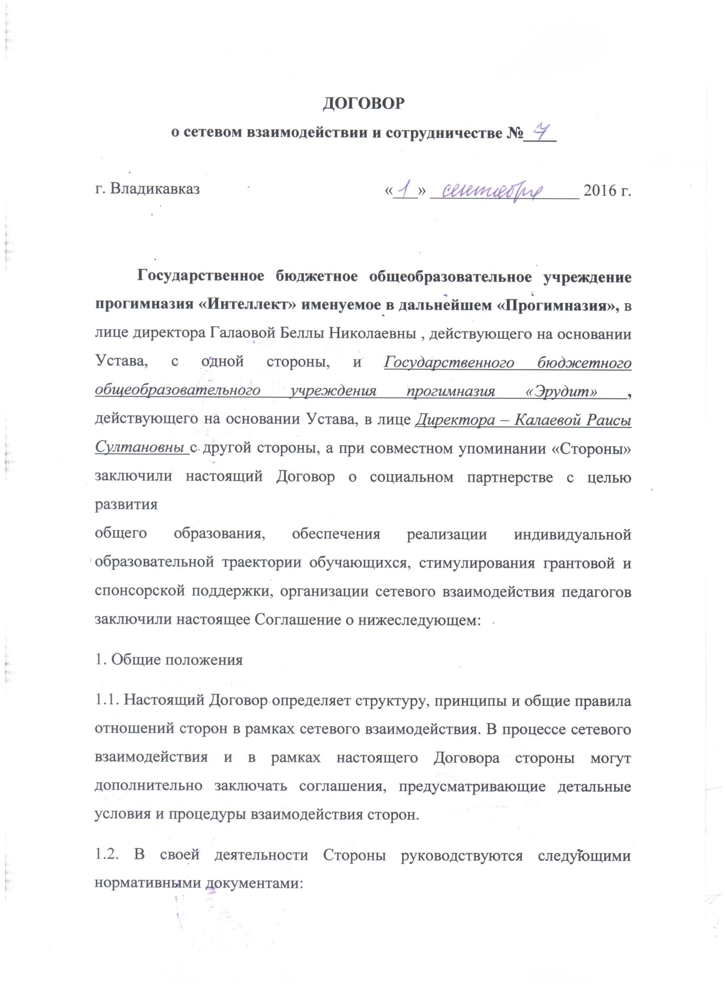 ДОГОВОР
о сетевом взаимодействии и сотрудничестве №_7_
г. Владикавказ «_1_» _сентября_ 2016 г.
Государственное бюджетное общеобразовательное учреждение
прогимназия «Интеллект» именуемое в дальнейшем «Прогимназия», в
лице директора Галаовой Беллы Николаевны , действующего на основании
Устава, с одной стороны, и Государственного бюджетного
общеобразовательного учреждения прогимназия «Эрудит» ,
действующего на основании Устава, в лице Директора – Калаевой Раисы
Султановны с другой стороны, а при совместном упоминании «Стороны»
заключили настоящий Договор о социальном партнерстве с целью
развития
общего образования, обеспечения реализации индивидуальной
образовательной траектории обучающихся, стимулирования грантовой и
спонсорской поддержки, организации сетевого взаимодействия педагогов
заключили настоящее Соглашение о нижеследующем:
1. Общие положения
1.1. Настоящий Договор определяет структуру, принципы и общие правила
отношений сторон в рамках сетевого взаимодействия. В процессе сетевого
взаимодействия и в рамках настоящего Договора стороны могут
дополнительно заключать соглашения, предусматривающие детальные
условия и процедуры взаимодействия сторон.
1.2. В своей деятельности Стороны руководствуются следующими
нормативными документами: